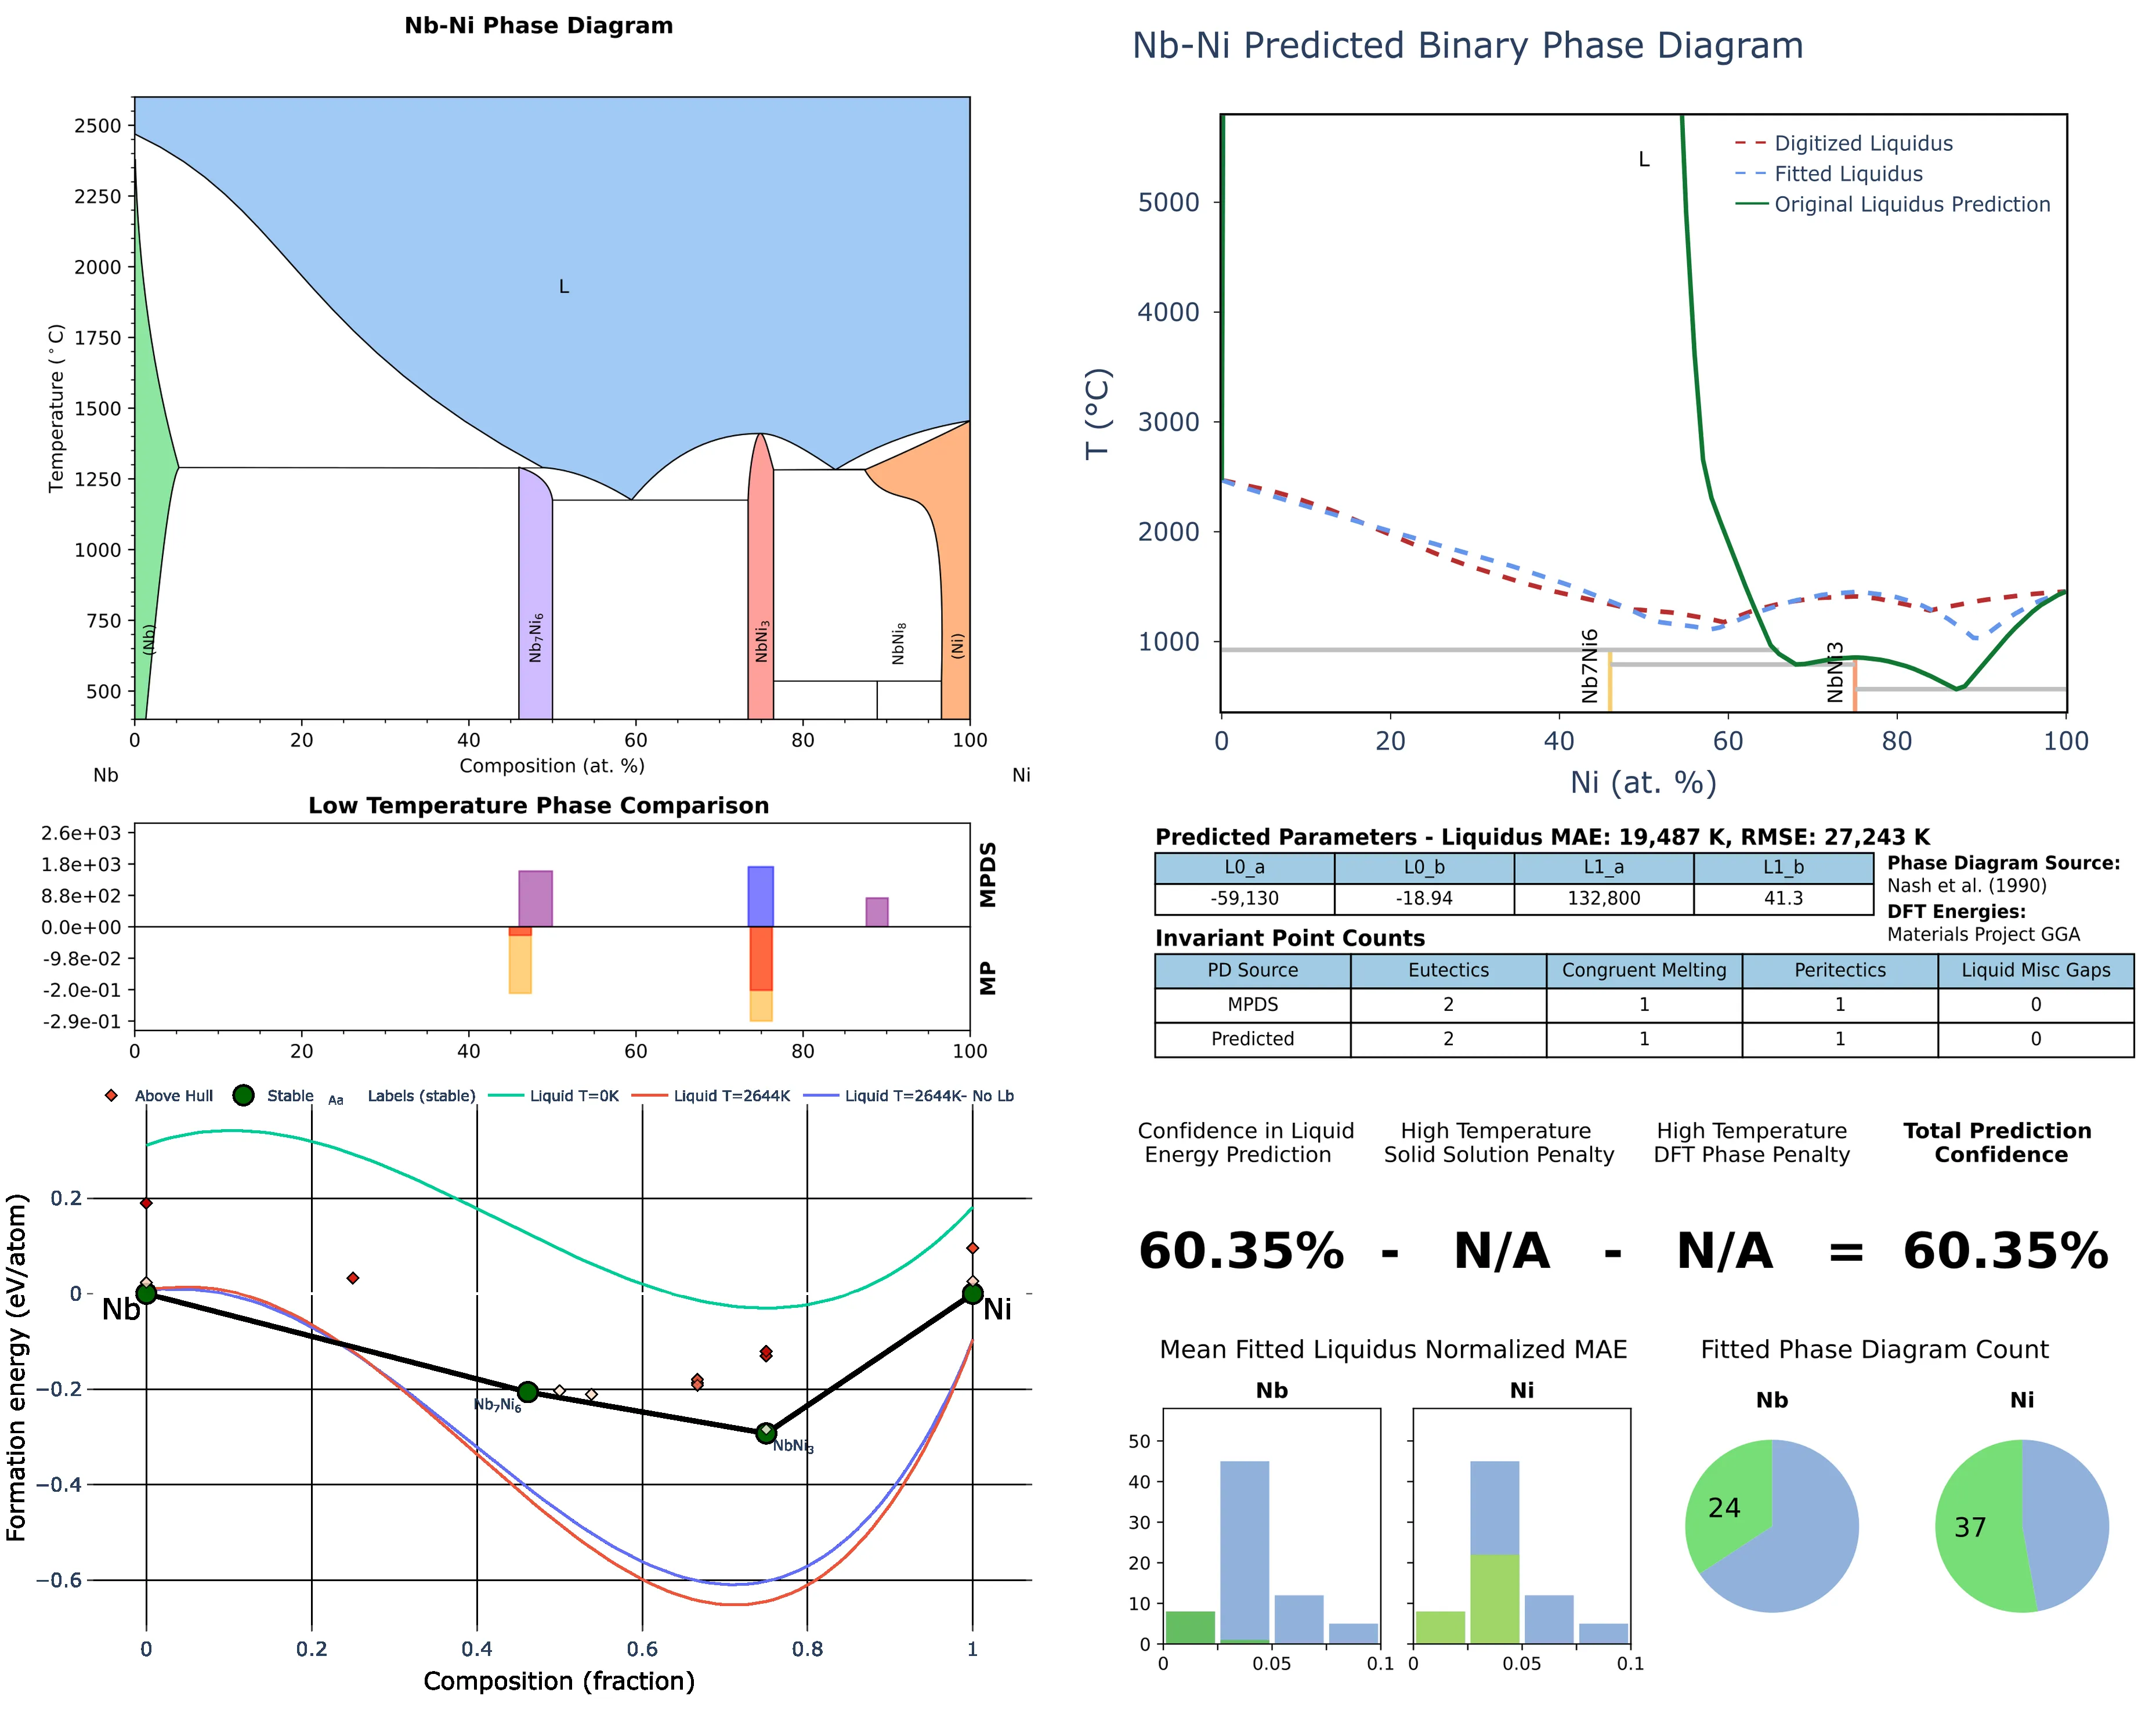 Nb-Ni Phase Diagram
2500
2250
2000
1750
1500
1250
1000
750
500
Temperature (°C)
L
(Nb)
Nb₇Ni₆
NbNi₃
NbNi₈
(Ni)
0 20 40 60 80 100
Composition (at. %)
Nb Ni
Nb-Ni Predicted Binary Phase Diagram
L
Digitized Liquidus
Fitted Liquidus
Original Liquidus Prediction
5000
4000
3000
2000
1000
T (°C)
Nb7Ni6
NbNi3
0 20 40 60 80 100
Ni (at. %)
Low Temperature Phase Comparison
2.6e+03
1.8e+03
8.8e+02
0.0e+00
-9.8e-02
-2.0e-01
-2.9e-01
MPDS
MP
0 20 40 60 80 100
Predicted Parameters - Liquidus MAE: 19,487 K, RMSE: 27,243 K
L0_a L0_b L1_a L1_b
-59,130 -18.94 132,800 41.3
Phase Diagram Source:
Nash et al. (1990)
DFT Energies:
Materials Project GGA
Invariant Point Counts
PD Source Eutectics Congruent Melting Peritectics Liquid Misc Gaps
MPDS 2 1 1 0
Predicted 2 1 1 0
Above Hull Stable Aa Labels (stable) Liquid T=0K Liquid T=2644K Liquid T=2644K- No Lb
0.2
0
−0.2
−0.4
−0.6
Formation energy (eV/atom)
Nb
Ni
Nb₇Ni₆
NbNi₃
0 0.2 0.4 0.6 0.8 1
Composition (fraction)
Confidence in Liquid
Energy Prediction
High Temperature
Solid Solution Penalty
High Temperature
DFT Phase Penalty
Total Prediction
Confidence
60.35% - N/A - N/A = 60.35%
Mean Fitted Liquidus Normalized MAE
Nb Ni
50
40
30
20
10
0
0 0.05 0.1
0 0.05 0.1
Fitted Phase Diagram Count
Nb Ni
24
37